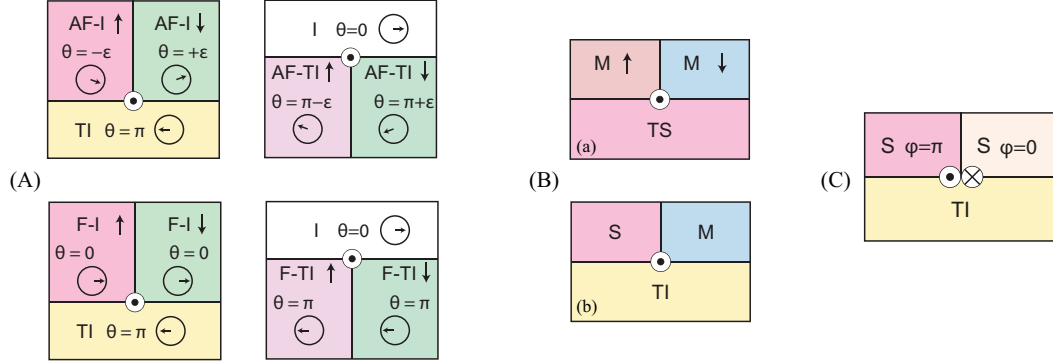 AF-I ↑ AF-I ↓
θ = −ε θ = +ε
TI θ = π
I θ=0
AF-TI ↑ AF-TI ↓
θ = π−ε θ = π+ε
(A)
F-I ↑ F-I ↓
θ = 0 θ = 0
TI θ = π
I θ=0
F-TI ↑ F-TI ↓
θ = π θ = π
(B)
M ↑ M ↓
TS
(a)
S M
TI
(b)
(C)
S φ=π S φ=0
TI